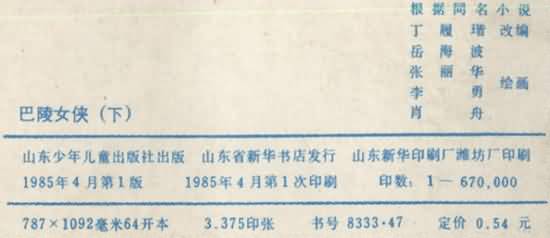 根据同名小说
丁履瑎改编
岳海波
张丽华
李勇 绘画
肖舟
巴陵女侠（下）
山东少年儿童出版社出版 山东省新华书店发行 山东新华印刷厂潍坊厂印刷
1985年4月第1版 1985年4月第1次印刷 印数：1—670,000
787×1092毫米64开本 3.375印张 书号 8333·47 定价 0.54 元